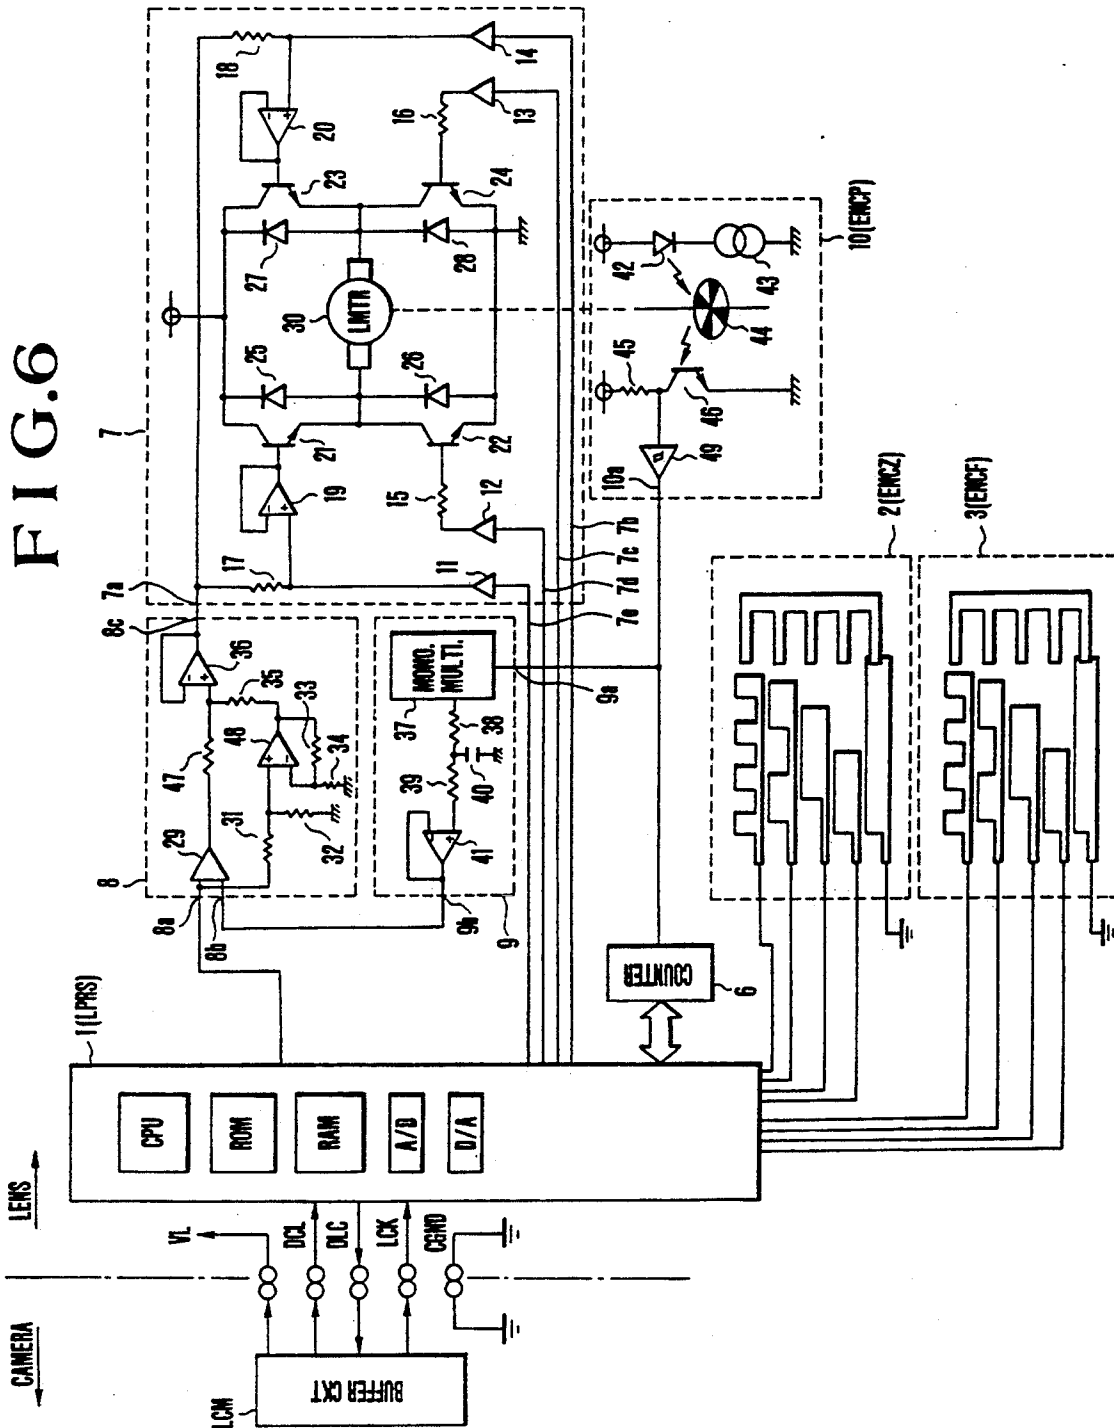 FIG.6
7
7a
8c
8
8a
8b
29
47
36
35
48
33
34
31
32
17
18
19
20
21
22
23
24
25
26
27
28
30
LMTR
11
12
13
14
15
16
7b
7c
7d
7e
MONO.
MULTI.
37
38
39
40
41
9
9a
9b
10(ENCP)
10a
42
43
44
45
46
49
1(LPRS)
CPU
ROM
RAM
A/D
D/A
COUNTER
6
2(ENCZ)
3(ENCF)
LENS
CAMERA
VL
DCL
DLC
LCK
CGND
BUFFER CKT
LCM